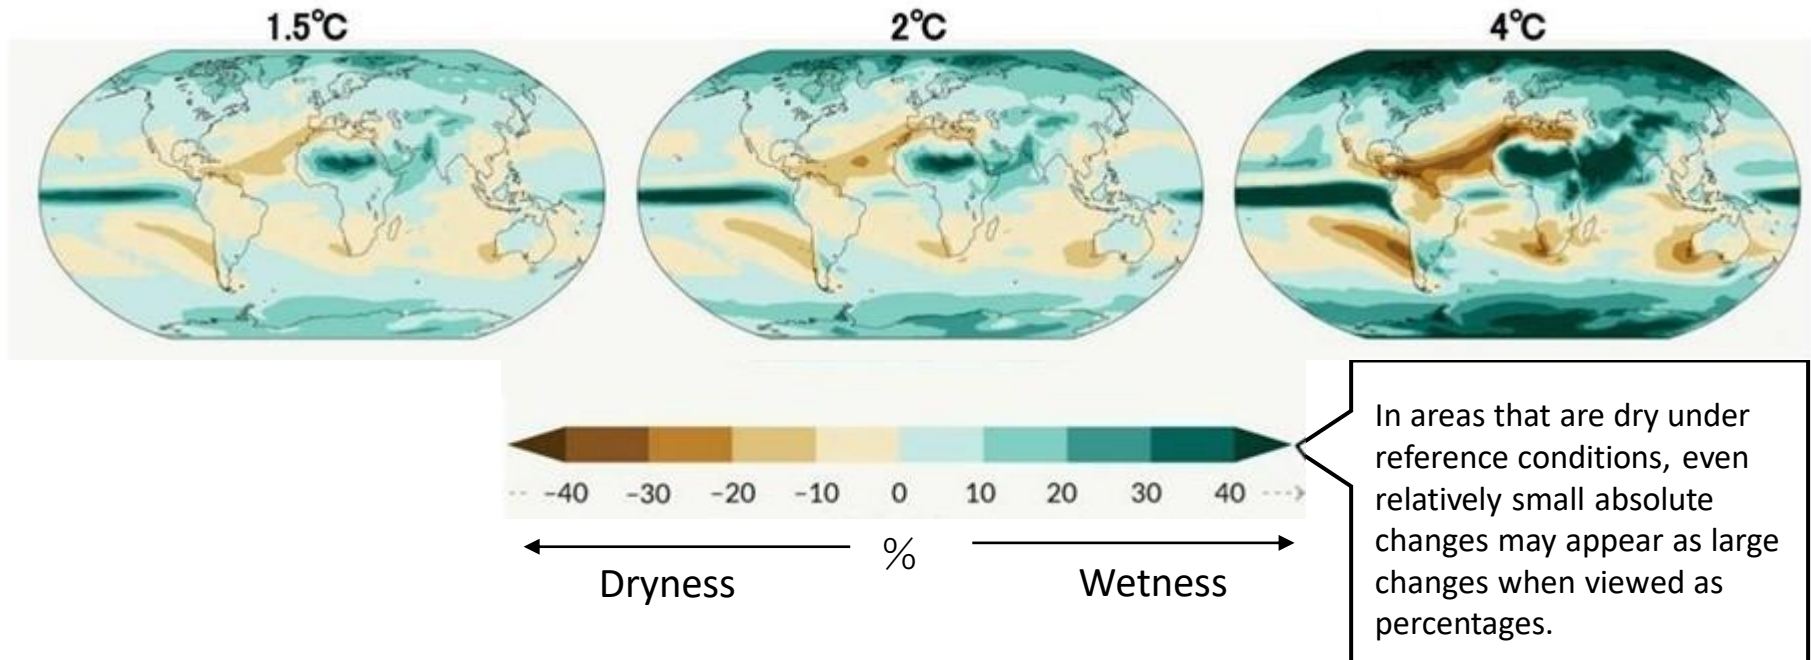 1.5℃ 2℃ 4℃
-- −40 −30 −20 −10 0 10 20 30 40 --->
%
Dryness Wetness
In areas that are dry under
reference conditions, even
relatively small absolute
changes may appear as large
changes when viewed as
percentages.